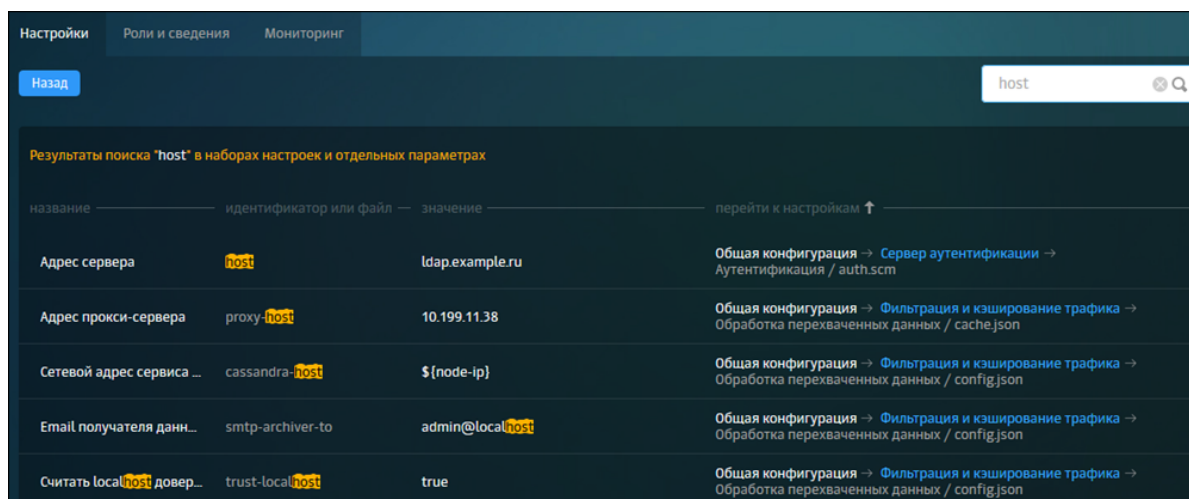 Настройки Роли и сведения Мониторинг
Назад host
Результаты поиска "host" в наборах настроек и отдельных параметрах
название идентификатор или файл значение перейти к настройкам ↑
Адрес сервера host ldap.example.ru Общая конфигурация → Сервер аутентификации →
Аутентификация / auth.scm
Адрес прокси-сервера proxy-host 10.199.11.38 Общая конфигурация → Фильтрация и кэширование трафика →
Обработка перехваченных данных / cache.json
Сетевой адрес сервиса ... cassandra-host ${node-ip} Общая конфигурация → Фильтрация и кэширование трафика →
Обработка перехваченных данных / config.json
Email получателя данн... smtp-archiver-to admin@localhost Общая конфигурация → Фильтрация и кэширование трафика →
Обработка перехваченных данных / config.json
Считать localhost довер... trust-localhost true Общая конфигурация → Фильтрация и кэширование трафика →
Обработка перехваченных данных / config.json